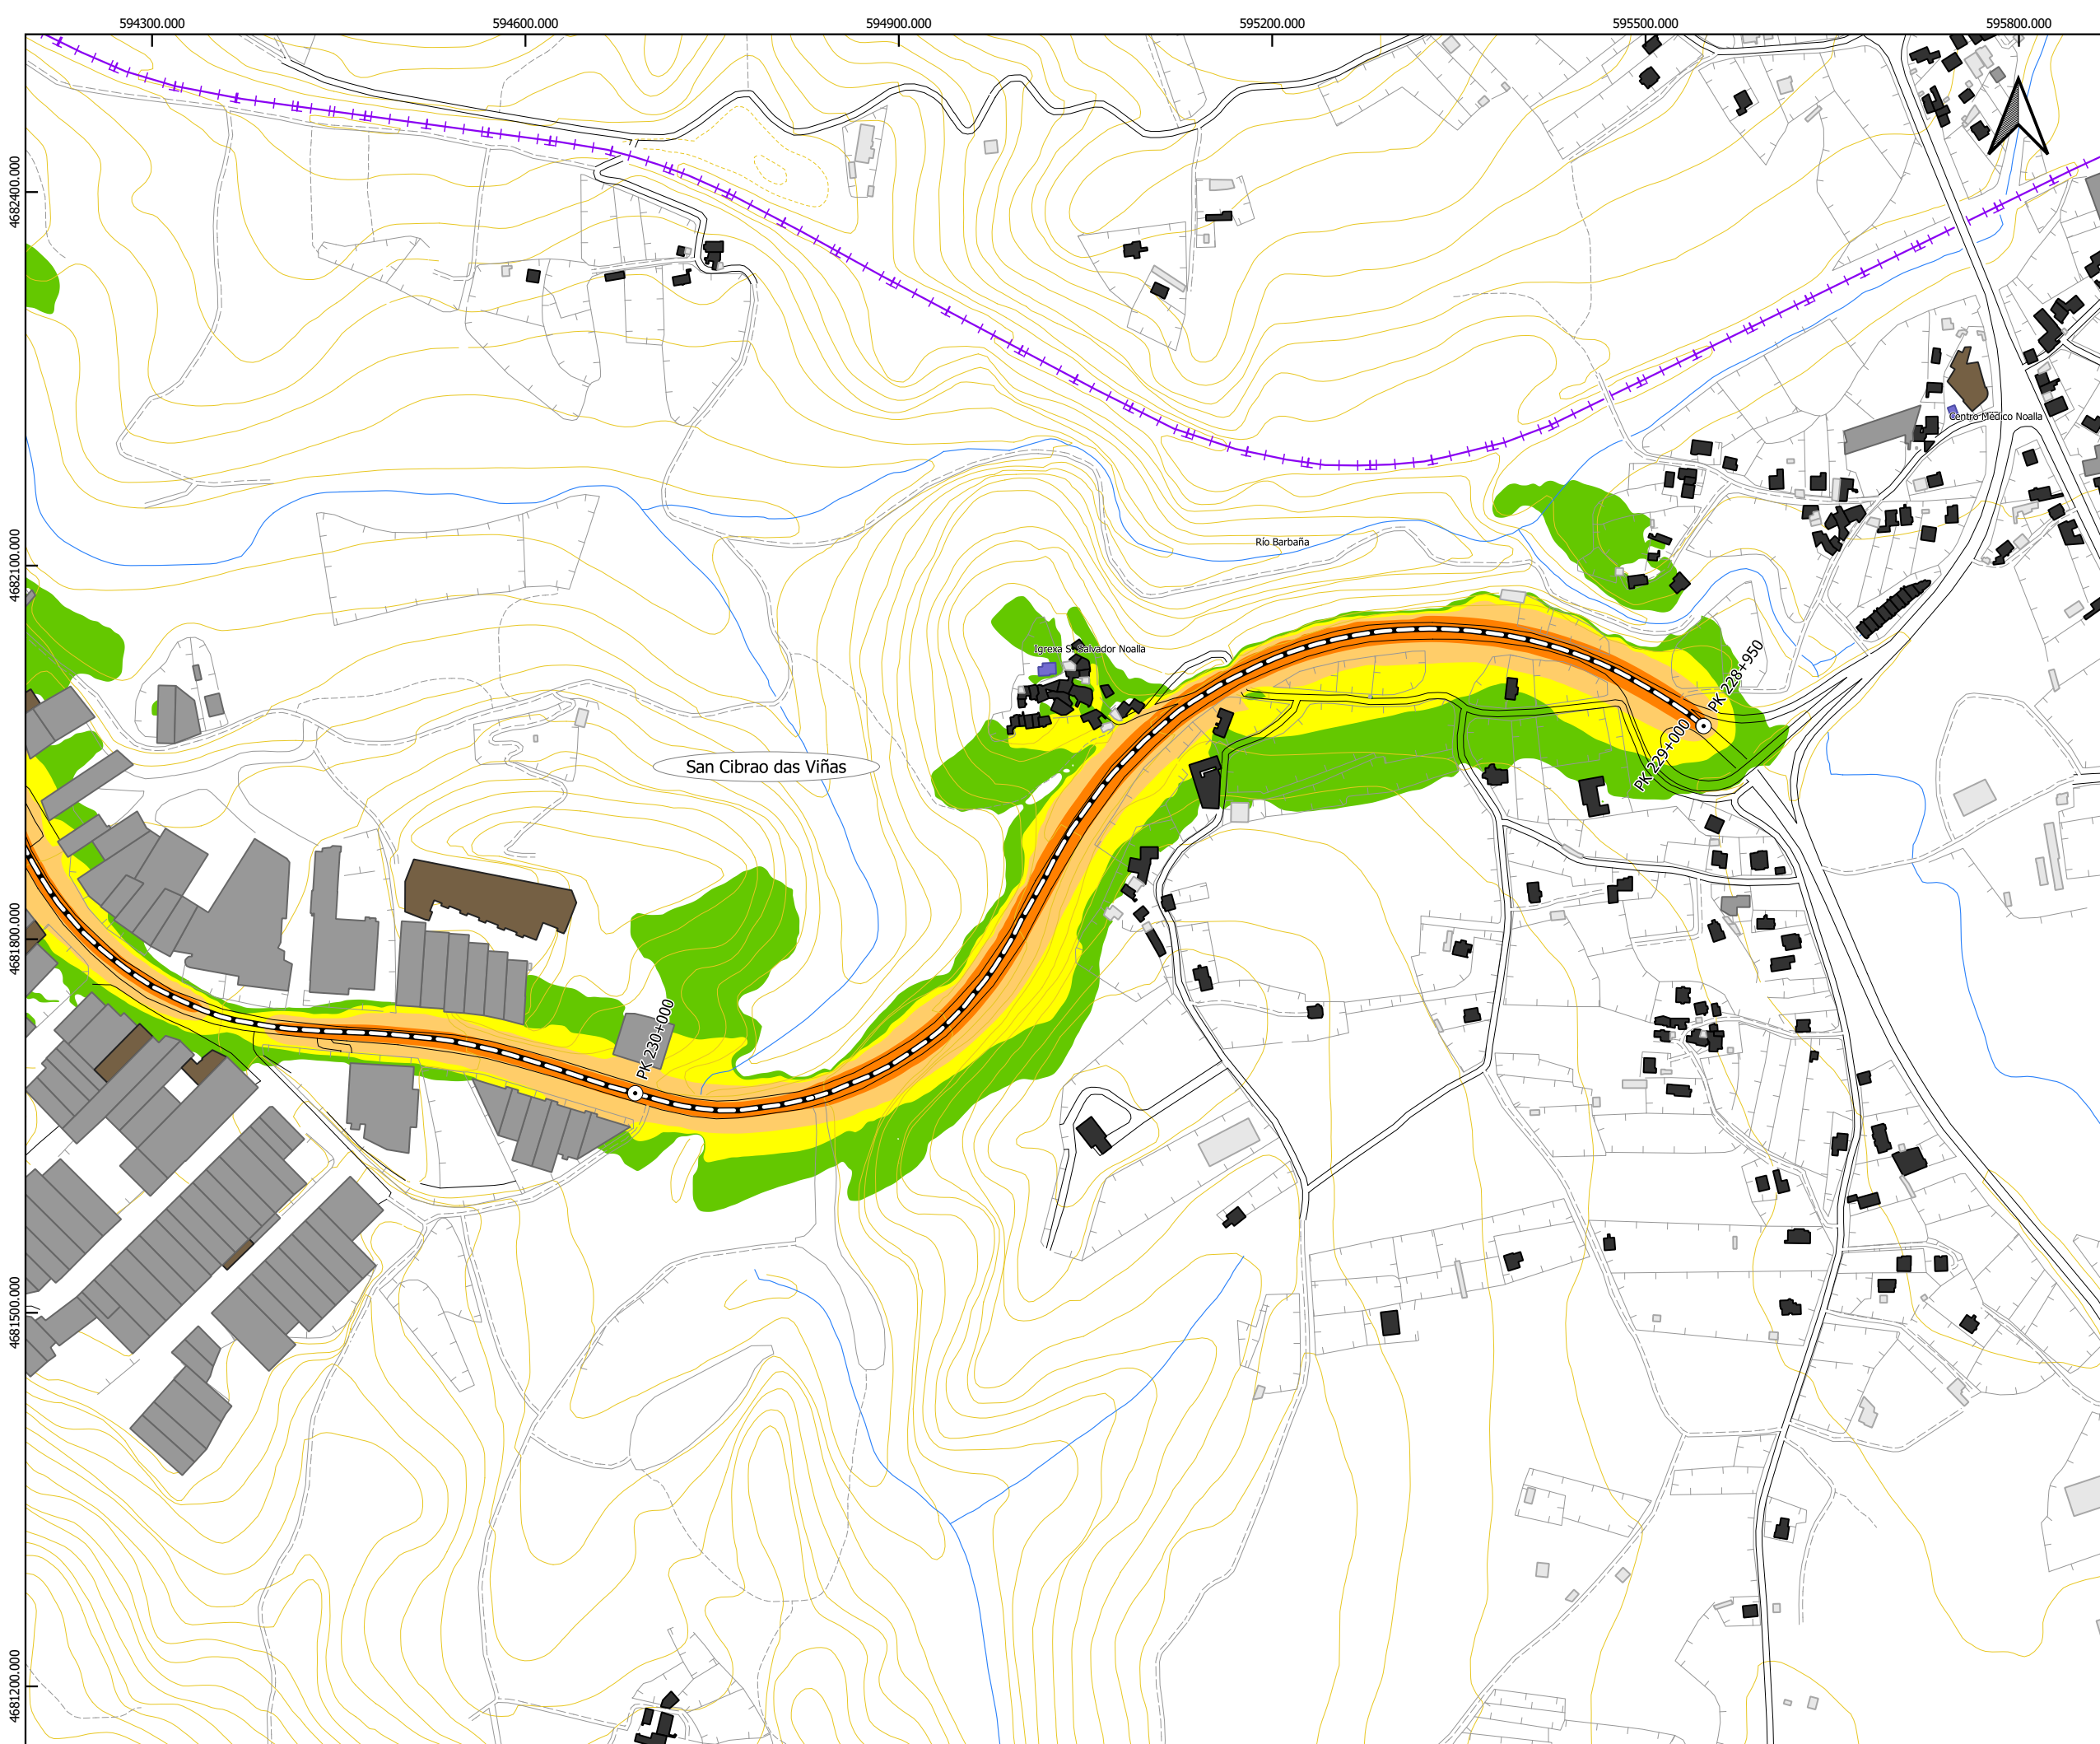 594300.000
594600.000
594900.000
595200.000
595500.000
595800.000
4682400.000
Centro Médico Noalla
4682100.000
Río Barbaña
Igrexa S. Salvador Noalla
PK 228+950
PK 229+000
San Cibrao das Viñas
4681800.000
PK 230+000
4681500.000
4681200.000